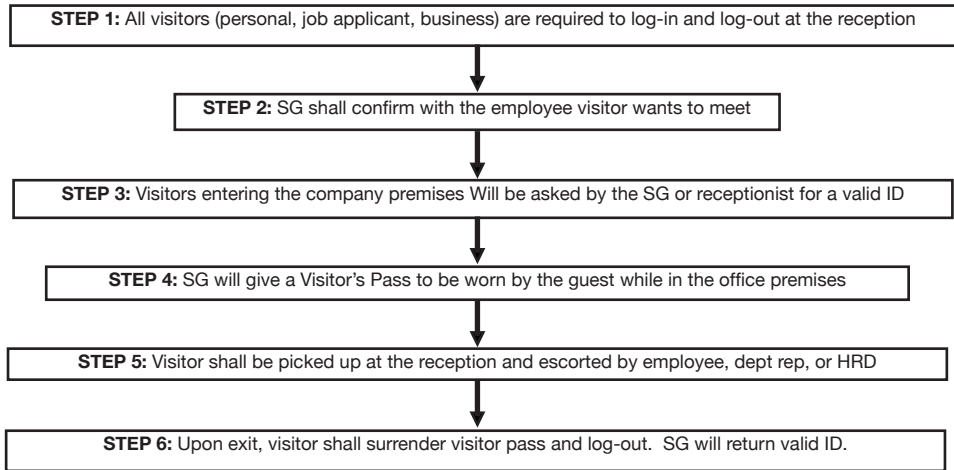 STEP 1: All visitors (personal, job applicant, business) are required to log-in and log-out at the reception
STEP 2: SG shall confirm with the employee visitor wants to meet
STEP 3: Visitors entering the company premises Will be asked by the SG or receptionist for a valid ID
STEP 4: SG will give a Visitor’s Pass to be worn by the guest while in the office premises
STEP 5: Visitor shall be picked up at the reception and escorted by employee, dept rep, or HRD
STEP 6: Upon exit, visitor shall surrender visitor pass and log-out.  SG will return valid ID.